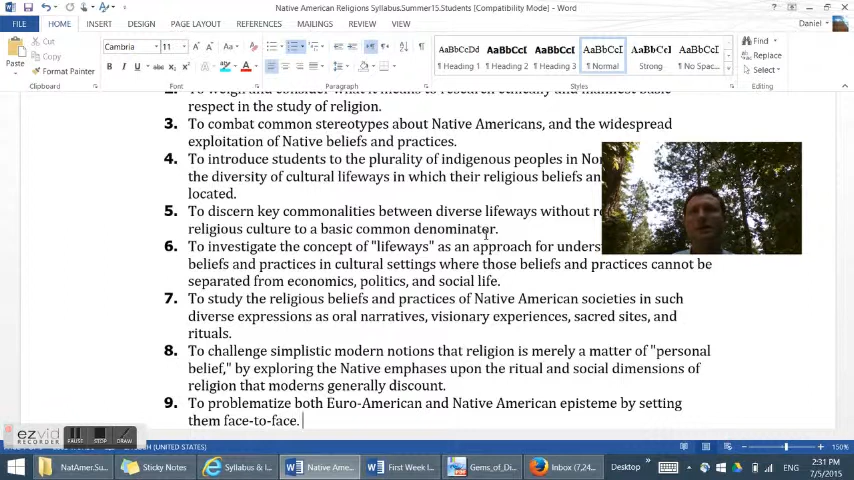 Native American Religions Syllabus.Summer15.Students [Compatibility Mode] - Word
FILE HOME INSERT DESIGN PAGE LAYOUT REFERENCES MAILINGS REVIEW VIEW Daniel
Cut
Copy
Format Painter
Paste
Cambria 11
AaBbCcD AaBbCcI AaBbCcI AaBbCcI AaBbCcI AaBbCcI
¶ Heading 1 ¶ Heading 2 ¶ Heading 3 ¶ Normal Strong ¶ No Spac...
Find
Replace
Select
Clipboard Font Paragraph Styles Editing
respect in the study of religion.
3. To combat common stereotypes about Native Americans, and the widespread
exploitation of Native beliefs and practices.
4. To introduce students to the plurality of indigenous peoples in Nor
the diversity of cultural lifeways in which their religious beliefs an
located.
5. To discern key commonalities between diverse lifeways without re
religious culture to a basic common denominator.
6. To investigate the concept of "lifeways" as an approach for unders
beliefs and practices in cultural settings where those beliefs and practices cannot be
separated from economics, politics, and social life.
7. To study the religious beliefs and practices of Native American societies in such
diverse expressions as oral narratives, visionary experiences, sacred sites, and
rituals.
8. To challenge simplistic modern notions that religion is merely a matter of "personal
belief," by exploring the Native emphases upon the ritual and social dimensions of
religion that moderns generally discount.
9. To problematize both Euro-American and Native American episteme by setting
them face-to-face.
ezvid
RECORDER
PAUSE STOP DRAW
(UNITED STATES)
150%
NatAmer.Su... Sticky Notes Syllabus & I... Native Ame... First Week I... Gems_of_Di... Inbox (7,24... Desktop ENG 2:31 PM
7/5/2015